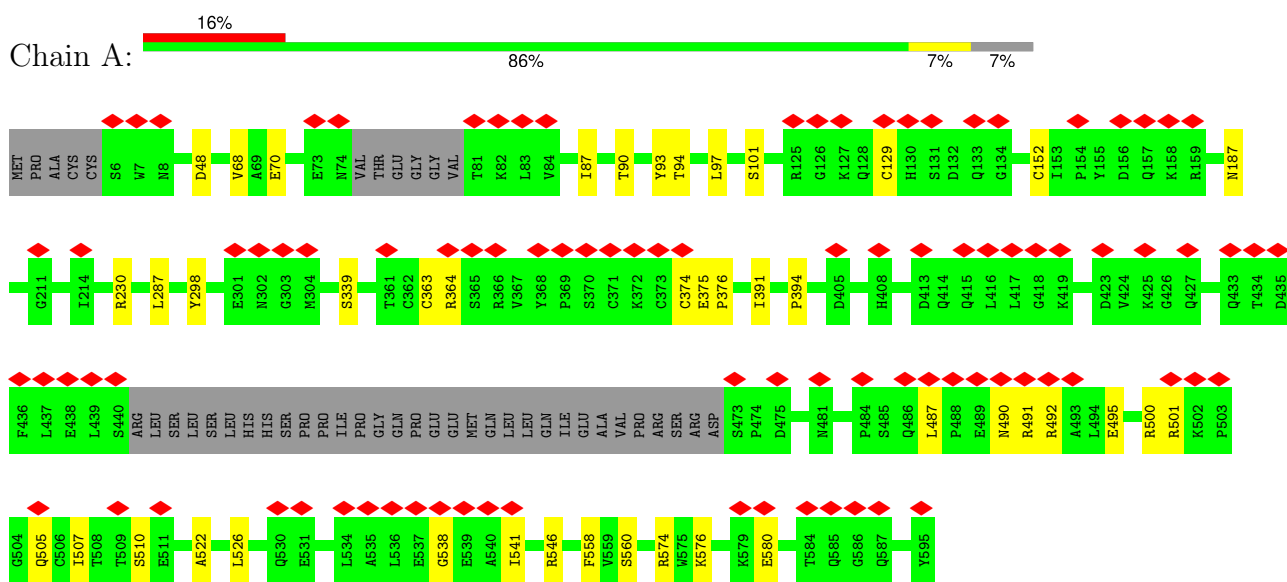 16%
Chain A:
86% 7% 7%
MET PRO ALA CYS CYS S6 W7 N8 D48 V68 A69 E70 E73 N74 VAL THR GLU GLY GLY VAL T81 K82 L83 V84 I87 T90 Y93 T94 L97 S101 R125 G126 K127 Q128 C129 H130 S131 D132 Q133 G134 C152 I153 P154 Y155 D156 Q157 K158 R159 N187
G211 I214 R230 L287 Y298 E301 N302 G303 M304 S339 T361 C362 C363 R364 S365 R366 V367 Y368 P369 S370 C371 K372 C373 C374 E375 P376 I391 P394 D405 H408 D413 Q414 Q415 L416 L417 G418 K419 D423 V424 K425 G426 Q427 Q433 T434 D435
F436 L437 E438 L439 S440 ARG LEU SER LEU SER LEU HIS HIS SER PRO PRO ILE PRO GLY GLN PRO GLU GLU MET GLN LEU LEU GLN ILE GLU ALA VAL PRO ARG SER ARG ASP S473 P474 D475 N481 P484 S485 Q486 L487 P488 E489 N490 R491 R492 A493 L494 E495 R500 R501 K502 P503
G504 Q505 C506 I507 T508 T509 S510 E511 A522 L526 Q530 E531 L534 A535 L536 E537 G538 E539 A540 I541 R546 F558 V559 S560 R574 W575 K576 K579 E580 T584 Q585 G586 Q587 Y595